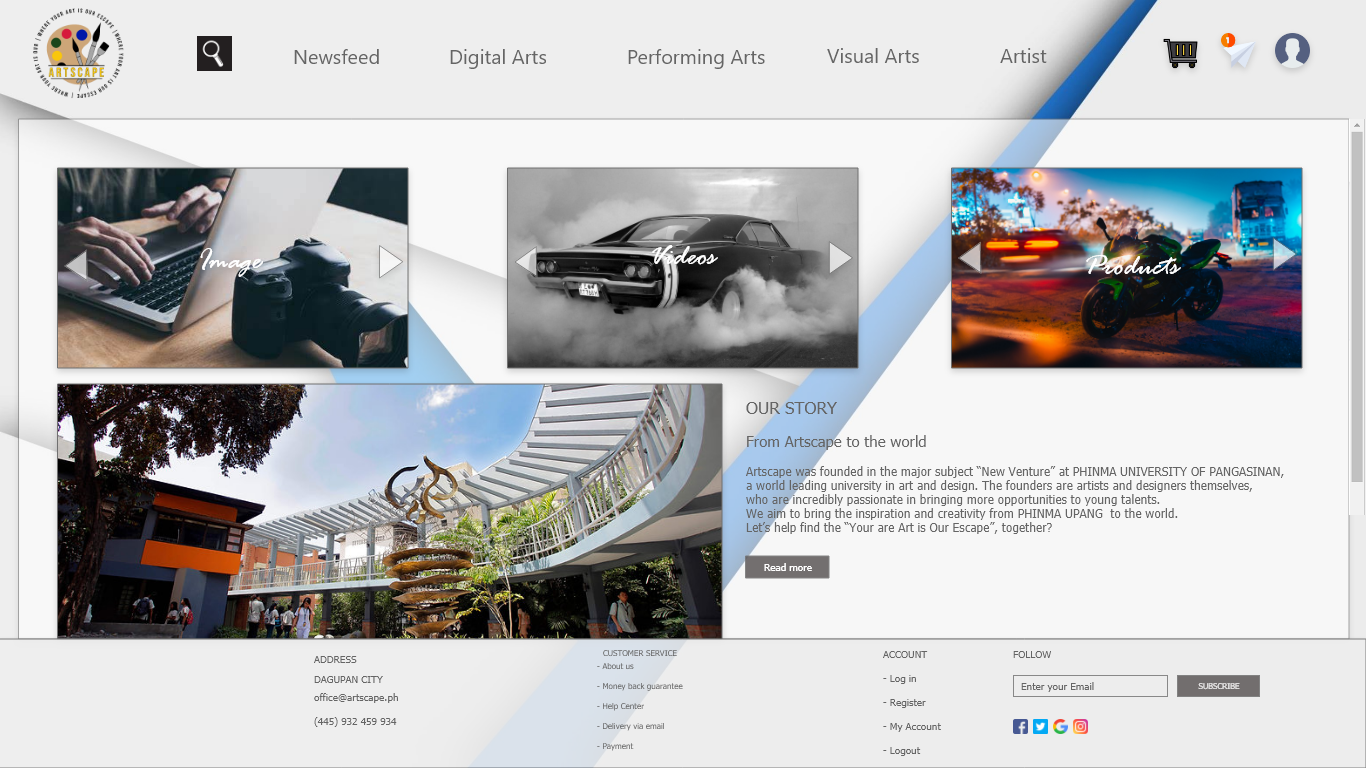 WHERE YOUR ART IS OUR ESCAPE
ARTSCAPE
Newsfeed
Digital Arts
Performing Arts
Visual Arts
Artist
1
Image
Videos
Products
OUR STORY
From Artscape to the world
Artscape was founded in the major subject “New Venture” at PHINMA UNIVERSITY OF PANGASINAN,
a world leading university in art and design. The founders are artists and designers themselves,
who are incredibly passionate in bringing more opportunities to young talents.
We aim to bring the inspiration and creativity from PHINMA UPANG to the world.
Let’s help find the “Your are Art is Our Escape”, together?
Read more
ADDRESS
DAGUPAN CITY
office@artscape.ph
(445) 932 459 934
CUSTOMER SERVICE
- About us
- Money back guarantee
- Help Center
- Delivery via email
- Payment
ACCOUNT
- Log in
- Register
- My Account
- Logout
FOLLOW
Enter your Email
SUBSCRIBE